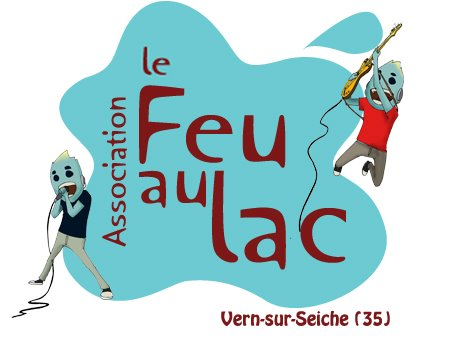 Association
le
Feu
au
lac
Vern-sur-Seiche (35)